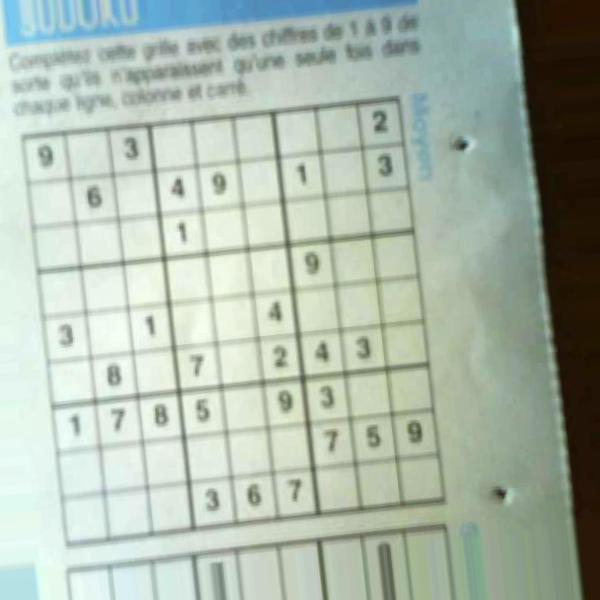 SUDOKU
Complétez cette grille avec des chiffres de 1 à 9 de
sorte qu'ils n'apparaissent qu'une seule fois dans
chaque ligne, colonne et carré.
Moyen
9 3 2
6 4 9 1 3
1
9
3 1 4
8 7 2 4 3
1 7 8 5 9 3
7 5 9
3 6 7